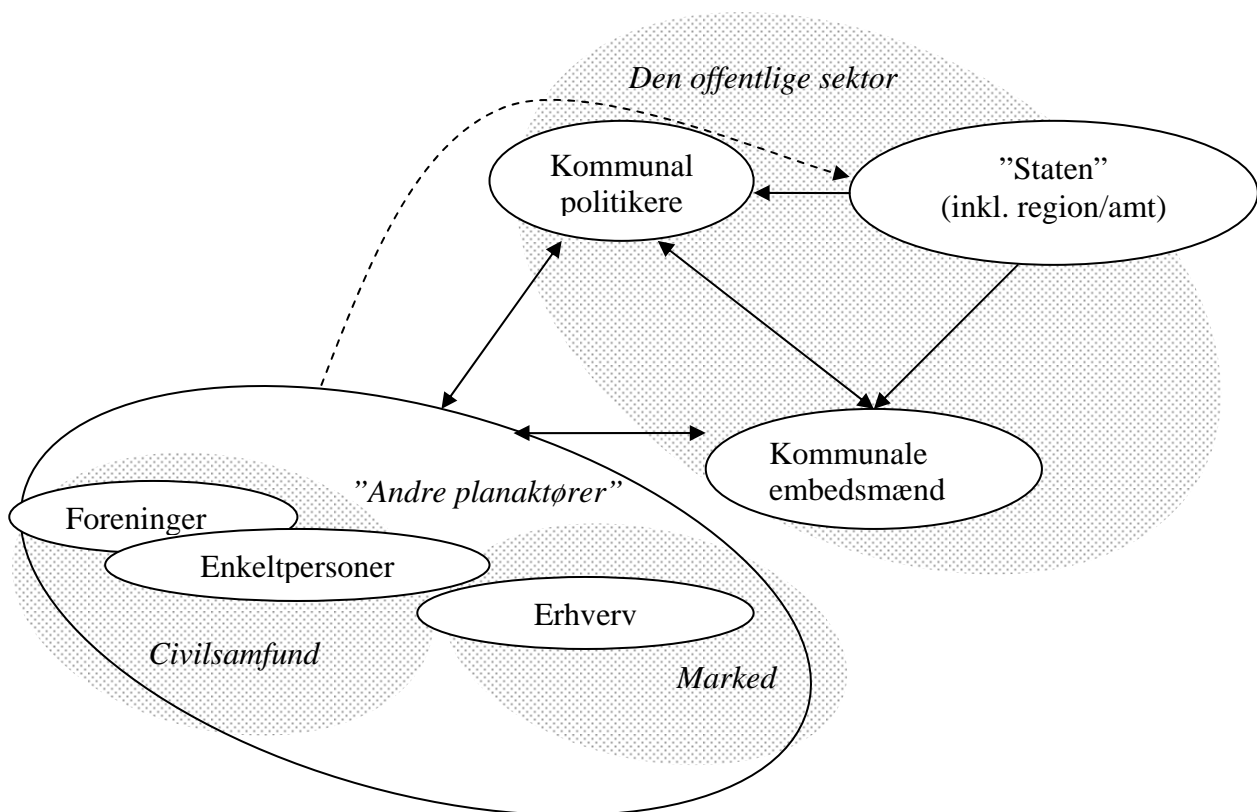 Den offentlige sektor
Kommunal
politikere
”Staten”
(inkl. region/amt)
Kommunale
embedsmænd
”Andre planaktører”
Foreninger
Enkeltpersoner
Erhverv
Civilsamfund
Marked